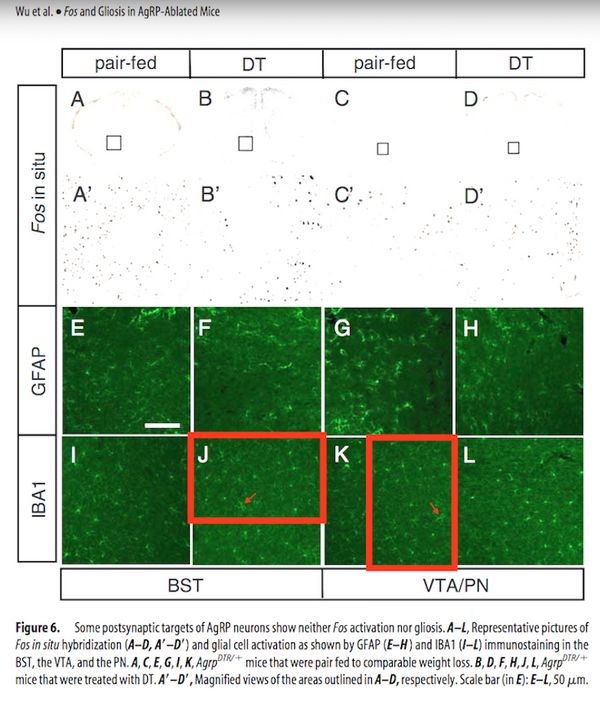 Wu et al. • Fos and Gliosis in AgRP-Ablated Mice
pair-fed DT pair-fed DT
Fos in situ
A B C D
A' B' C' D'
GFAP
E F G H
IBA1
I J K L
BST VTA/PN
Figure 6. Some postsynaptic targets of AgRP neurons show neither Fos activation nor gliosis. A–L, Representative pictures of
Fos in situ hybridization (A–D, A'–D') and glial cell activation as shown by GFAP (E–H) and IBA1 (I–L) immunostaining in the
BST, the VTA, and the PN. A, C, E, G, I, K, Agrp^DTR/+ mice that were pair fed to comparable weight loss. B, D, F, H, J, L, Agrp^DTR/+
mice that were treated with DT. A'–D', Magnified views of the areas outlined in A–D, respectively. Scale bar (in E): E–L, 50 μm.